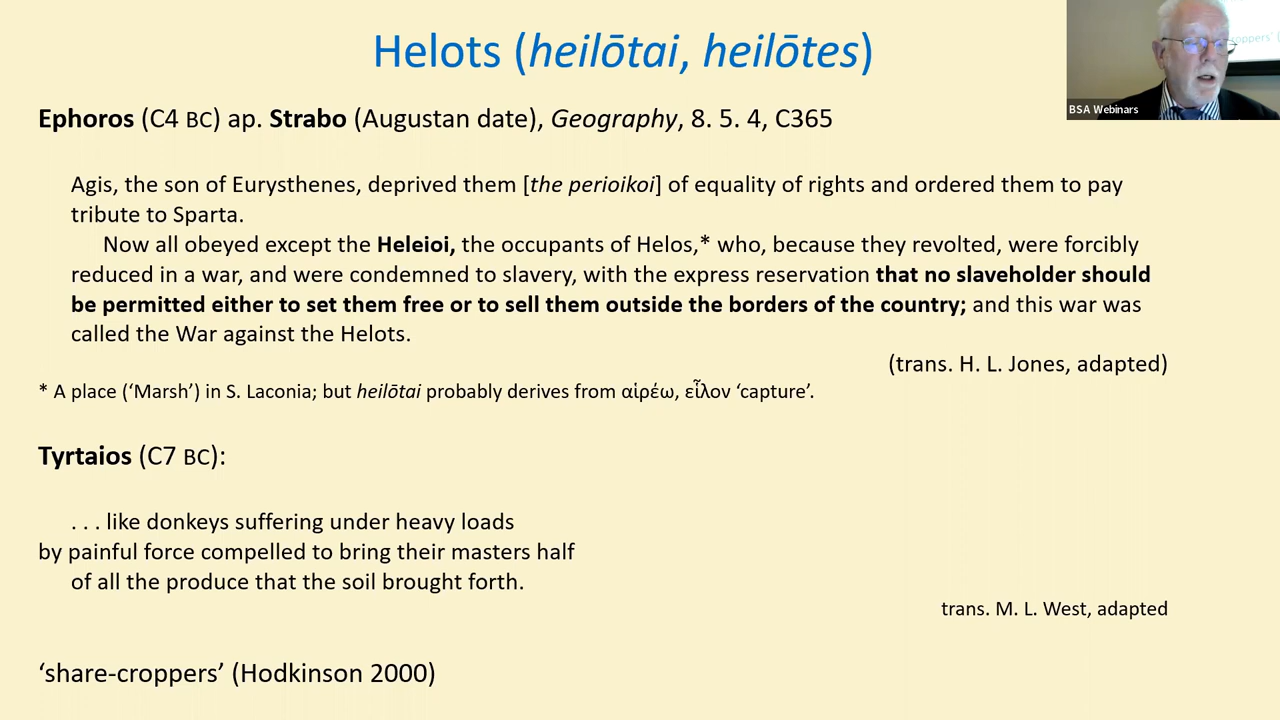 Helots (heilōtai, heilōtes)
Ephoros (C4 BC) ap. Strabo (Augustan date), Geography, 8. 5. 4, C365
Agis, the son of Eurysthenes, deprived them [the perioikoi] of equality of rights and ordered them to pay
tribute to Sparta.
Now all obeyed except the Heleioi, the occupants of Helos,* who, because they revolted, were forcibly
reduced in a war, and were condemned to slavery, with the express reservation that no slaveholder should
be permitted either to set them free or to sell them outside the borders of the country; and this war was
called the War against the Helots.
(trans. H. L. Jones, adapted)
* A place (‘Marsh’) in S. Laconia; but heilōtai probably derives from αἱρέω, εἷλον ‘capture’.
Tyrtaios (C7 BC):
. . . like donkeys suffering under heavy loads
by painful force compelled to bring their masters half
of all the produce that the soil brought forth.
trans. M. L. West, adapted
‘share-croppers’ (Hodkinson 2000)
BSA Webinars